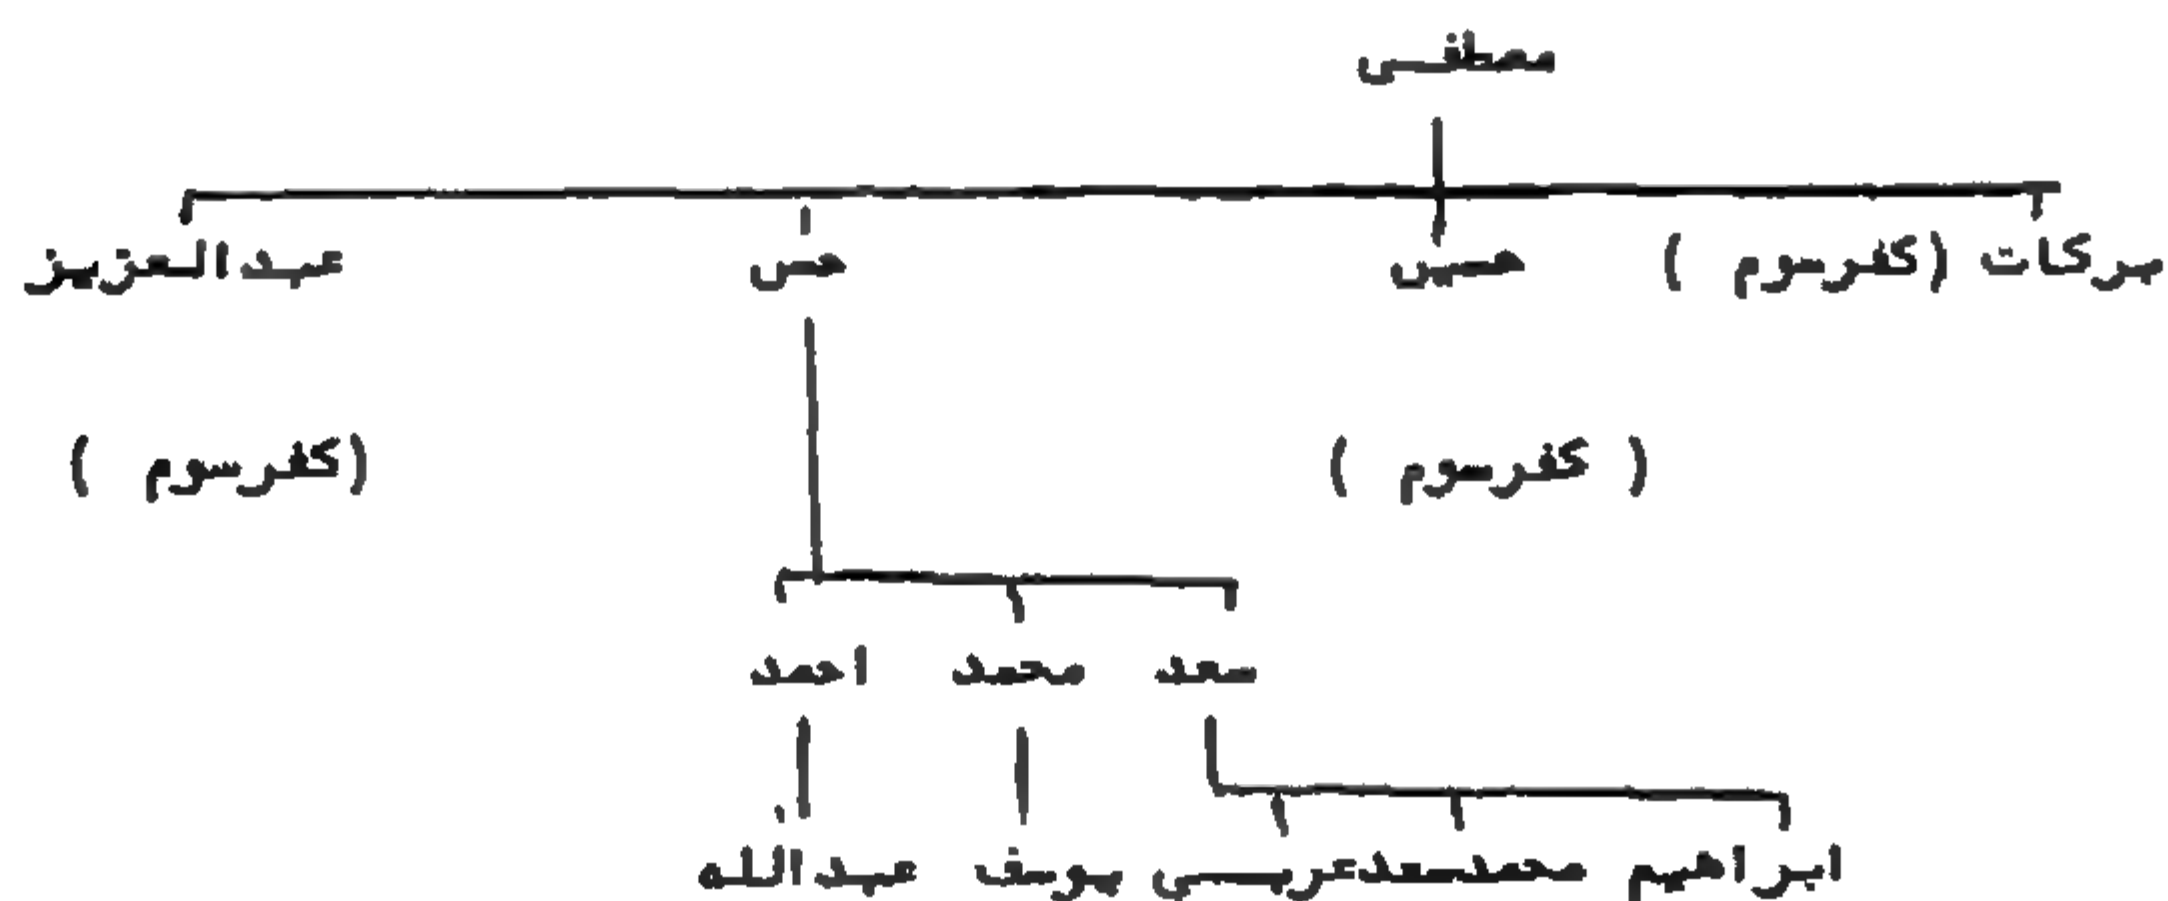 مصطفى
بركات (كفرسوم ) حسين حسن عبدالعزيز
( كفرسوم ) (كفرسوم )
سعد محمد احمد
ابراهيم محمدسعد عربي يوسف عبدالله